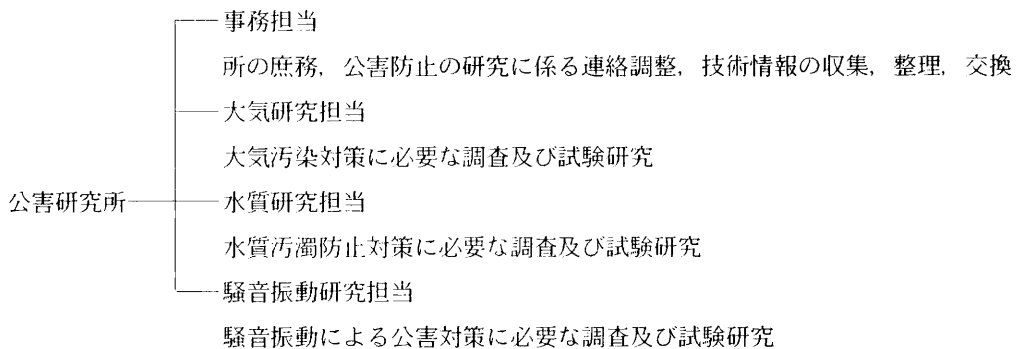 事務担当
所の庶務，公害防止の研究に係る連絡調整，技術情報の収集，整理，交換
大気研究担当
大気汚染対策に必要な調査及び試験研究
公害研究所
水質研究担当
水質汚濁防止対策に必要な調査及び試験研究
騒音振動研究担当
騒音振動による公害対策に必要な調査及び試験研究